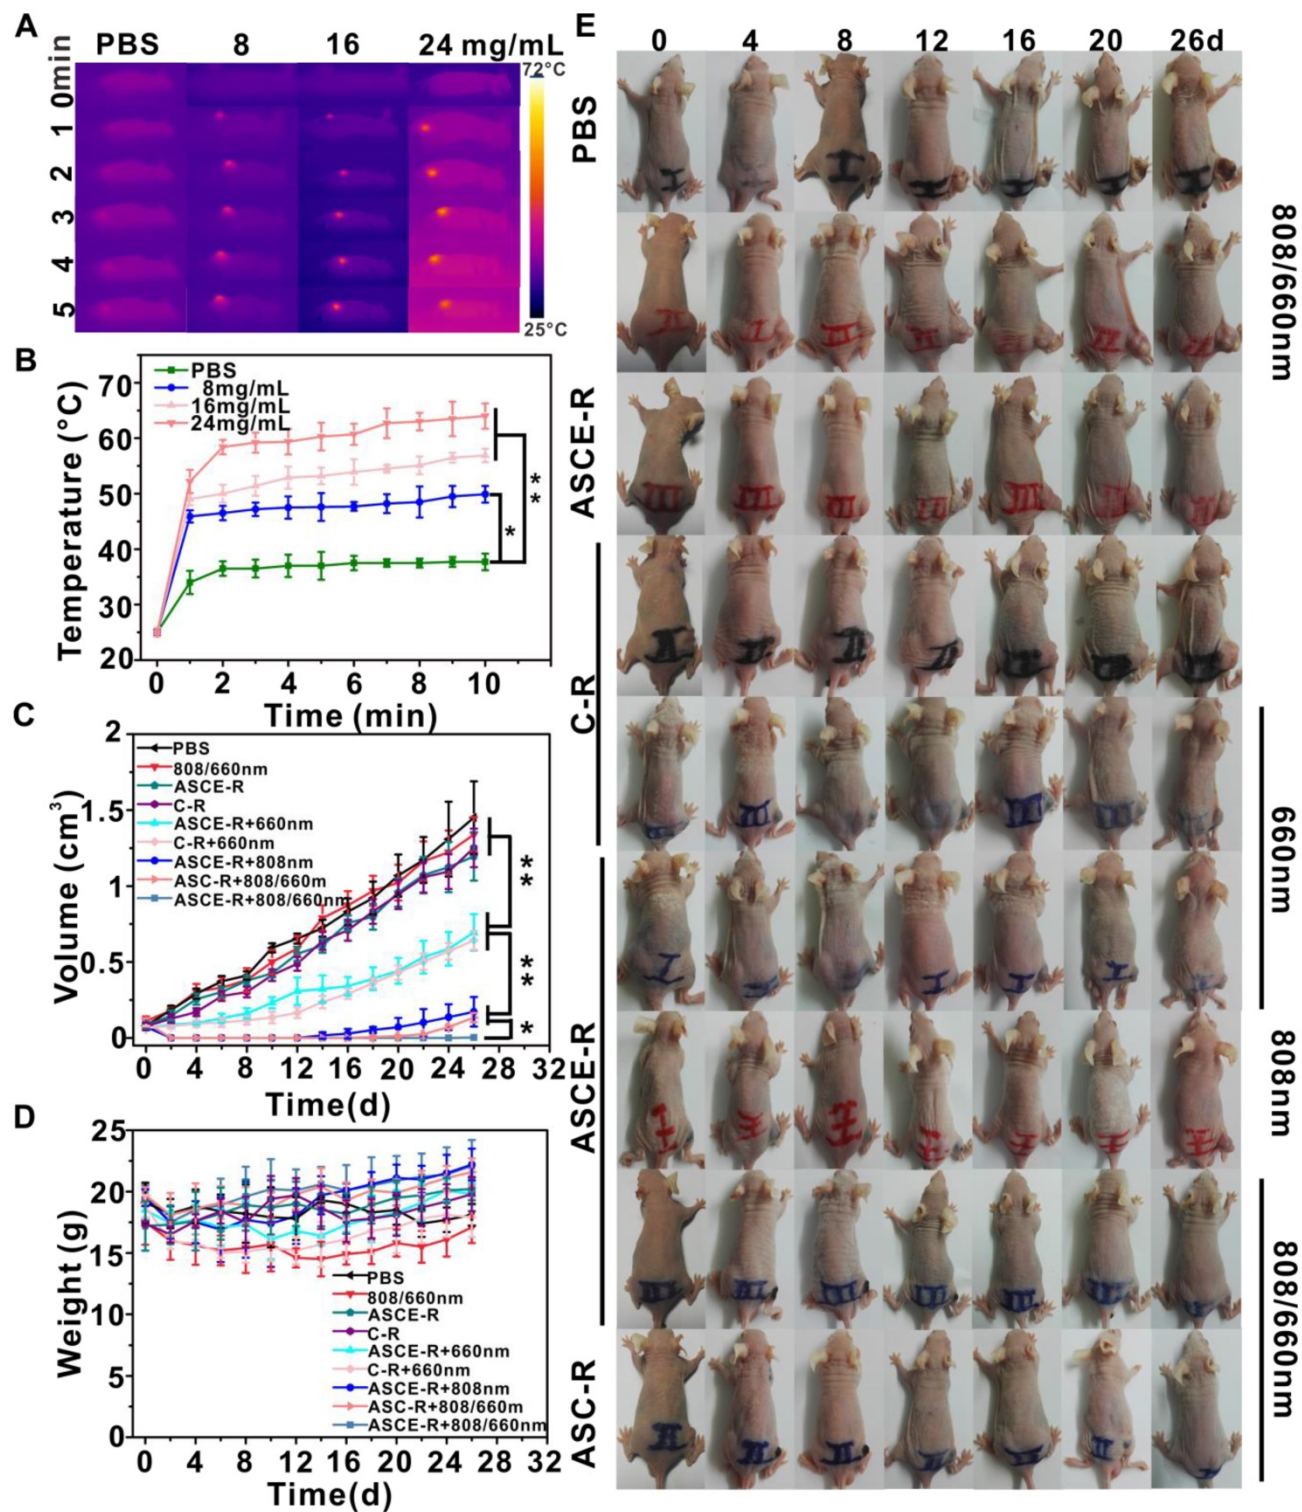 A
PBS 8 16 24 mg/mL
72°C
0min
1
2
3
4
5
25°C
B
Temperature (°C)
70
60
50
40
30
20
PBS
8mg/mL
16mg/mL
24mg/mL
*
*
*
0 2 4 6 8 10
Time (min)
C
Volume (cm³)
2
1.5
1
0.5
0
PBS
808/660nm
ASCE-R
C-R
ASCE-R+660nm
C-R+660nm
ASCE-R+808nm
ASC-R+808/660m
ASCE-R+808/660nm
*
*
*
*
*
0 4 8 12 16 20 24 28 32
Time(d)
D
Weight (g)
25
20
15
10
5
0
PBS
808/660nm
ASCE-R
C-R
ASCE-R+660nm
C-R+660nm
ASCE-R+808nm
ASC-R+808/660m
ASCE-R+808/660nm
0 4 8 12 16 20 24 28 32
Time(d)
E
0 4 8 12 16 20 26d
PBS
808/660nm
ASCE-R
C-R
660nm
ASCE-R
808nm
808/660nm
ASC-R